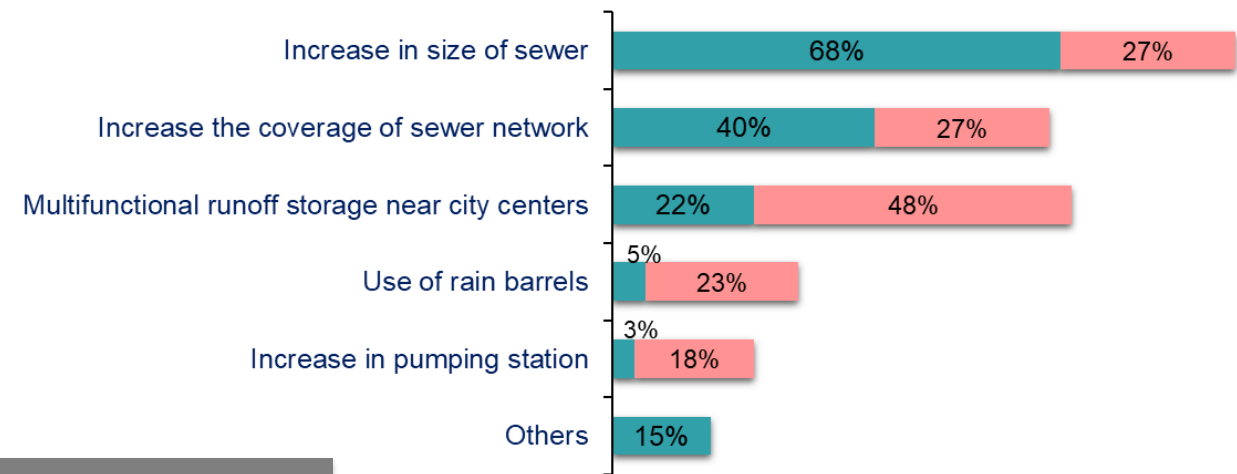 Increase in size of sewer 68% 27%
Increase the coverage of sewer network 40% 27%
Multifunctional runoff storage near city centers 22% 48%
5%
Use of rain barrels 23%
3%
Increase in pumping station 18%
Others 15%